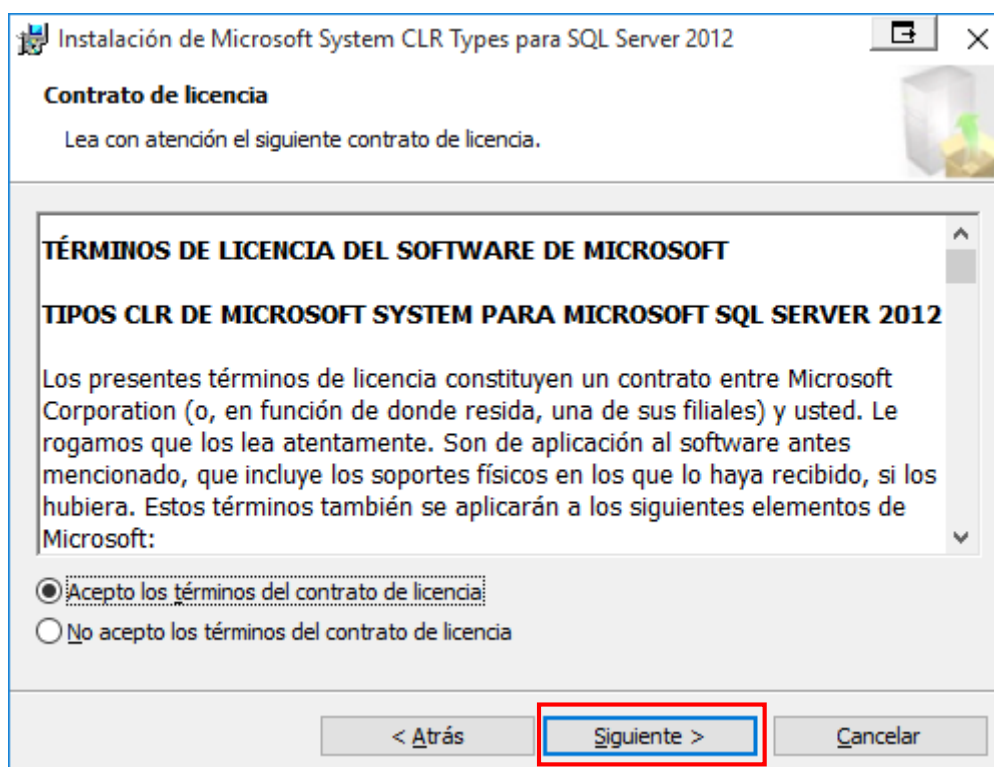 Instalación de Microsoft System CLR Types para SQL Server 2012
Contrato de licencia
Lea con atención el siguiente contrato de licencia.
TÉRMINOS DE LICENCIA DEL SOFTWARE DE MICROSOFT
TIPOS CLR DE MICROSOFT SYSTEM PARA MICROSOFT SQL SERVER 2012
Los presentes términos de licencia constituyen un contrato entre Microsoft
Corporation (o, en función de donde resida, una de sus filiales) y usted. Le
rogamos que los lea atentamente. Son de aplicación al software antes
mencionado, que incluye los soportes físicos en los que lo haya recibido, si los
hubiera. Estos términos también se aplicarán a los siguientes elementos de
Microsoft:
Acepto los términos del contrato de licencia
No acepto los términos del contrato de licencia
< Atrás
Siguiente >
Cancelar